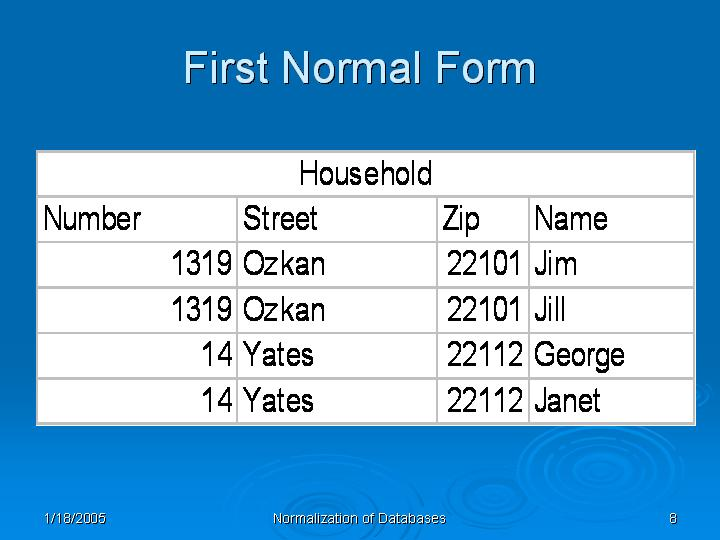 First Normal Form
Household
Number Street Zip Name
1319 Ozkan 22101 Jim
1319 Ozkan 22101 Jill
14 Yates 22112 George
14 Yates 22112 Janet
1/18/2005 Normalization of Databases 8